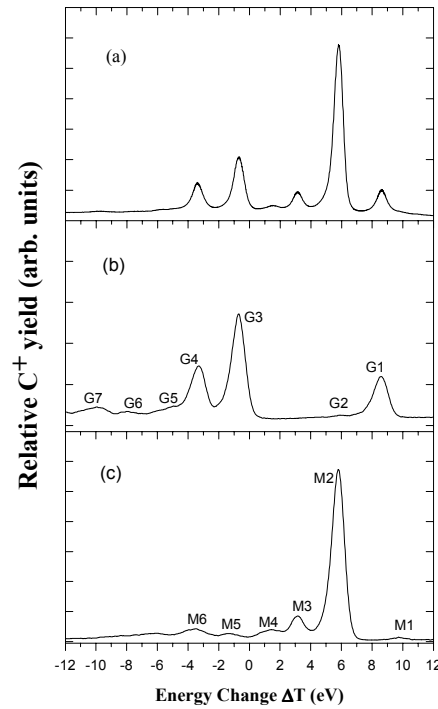 (a)
(b)
G7
G6
G5
G4
G3
G2
G1
(c)
M6
M5
M4
M3
M2
M1
-12 -10 -8 -6 -4 -2 0 2 4 6 8 10 12
Energy Change ΔT (eV)
Relative C⁺ yield (arb. units)